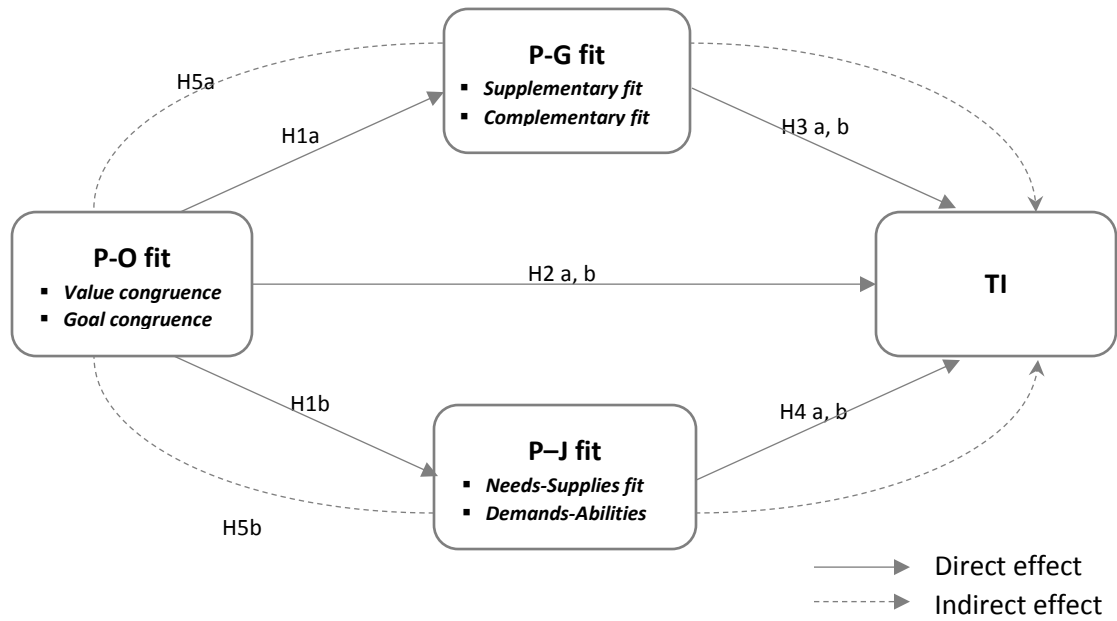 P-G fit
▪ Supplementary fit
▪ Complementary fit
H5a
H1a
H3 a, b
P-O fit
▪ Value congruence
▪ Goal congruence
H2 a, b
TI
H1b
H4 a, b
P–J fit
▪ Needs-Supplies fit
▪ Demands-Abilities
H5b
Direct effect
Indirect effect